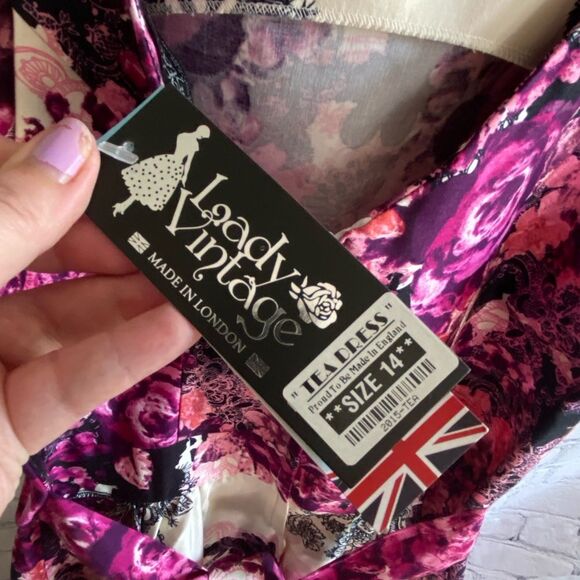 Lady
Vintage
MADE IN LONDON
"TEA DRESS"
Proud To Be Made In England
**SIZE 14**
2015-TEA